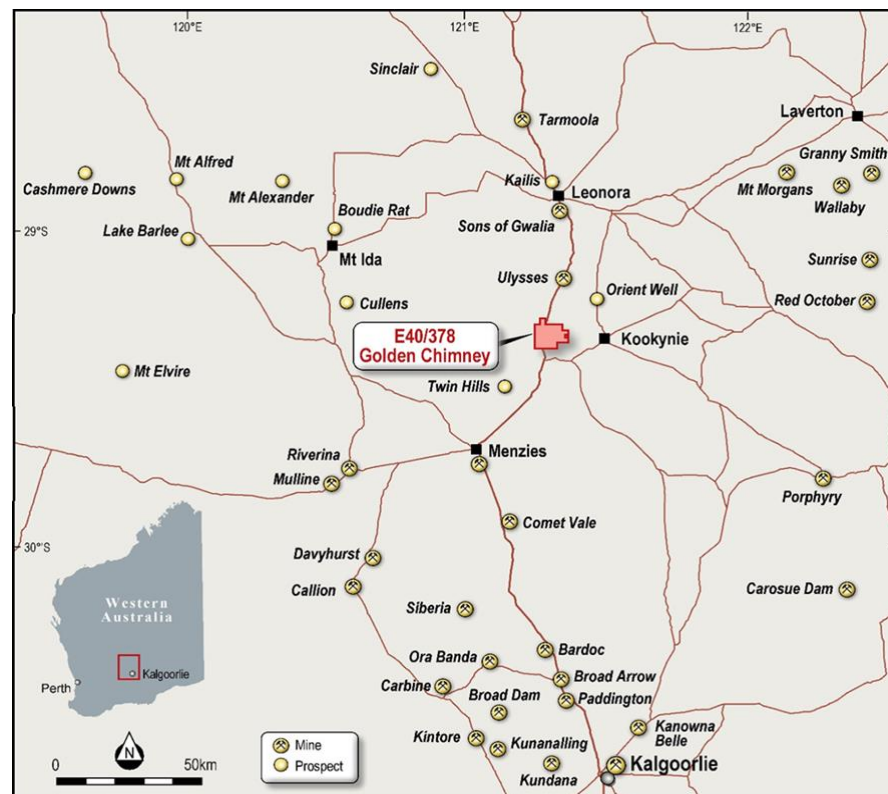 120°E
121°E
122°E
Sinclair
Tarmoola
Laverton
Granny Smith
Mt Alfred
Cashmere Downs
Mt Alexander
Kailis
Leonora
Mt Morgans
Wallaby
Boudie Rat
Sons of Gwalia
Lake Barlee
29°S
Mt Ida
Sunrise
Ulysses
Orient Well
Cullens
Red October
E40/378
Golden Chimney
Kookynie
Mt Elvire
Twin Hills
Menzies
Riverina
Mulline
Porphyry
Comet Vale
30°S
Davyhurst
Callion
Carosue Dam
Siberia
Western
Australia
Bardoc
Ora Banda
Broad Arrow
Kalgoorlie
Perth
Carbine
Broad Dam
Paddington
Kanowna
Belle
Kintore
Kunanalling
N
Mine
Prospect
Kundana
Kalgoorlie
0
50km